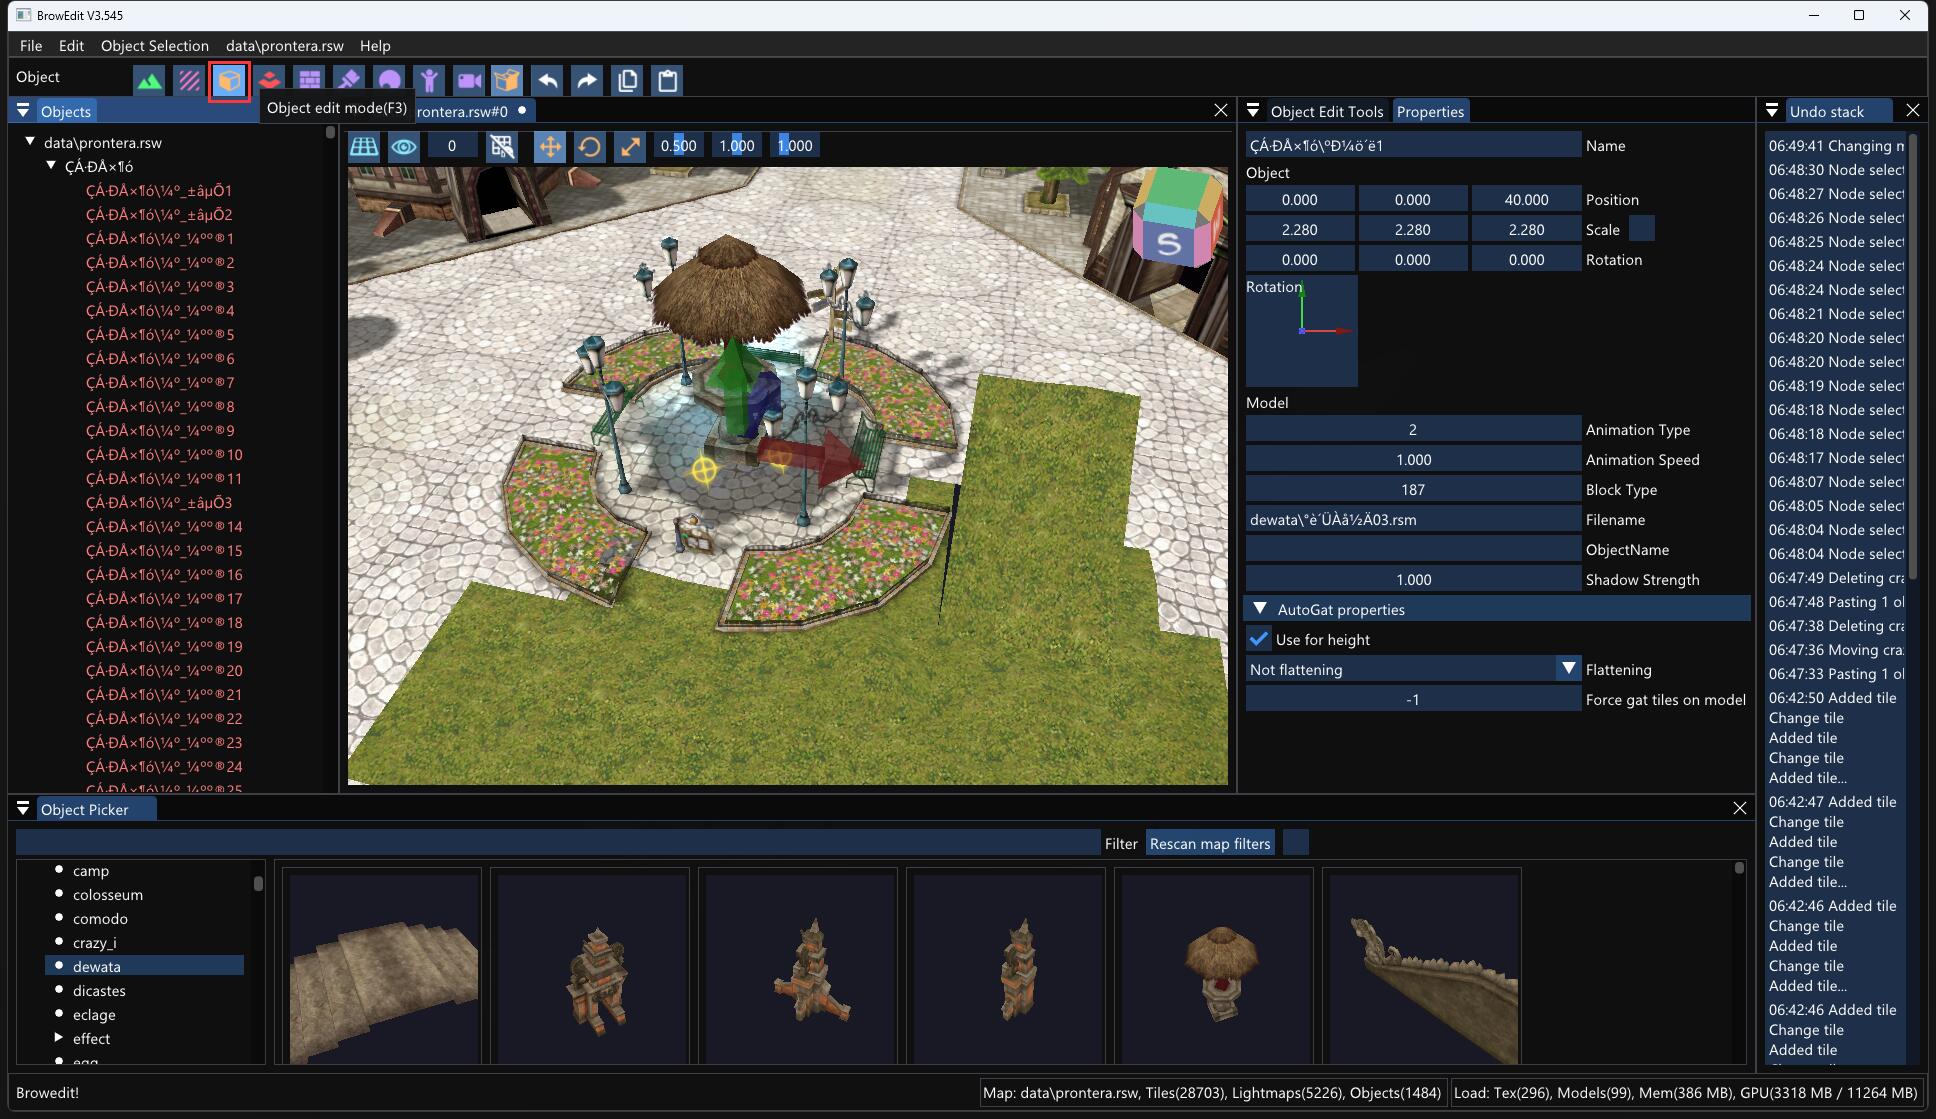 BrowEdit V3.545
File Edit Object Selection data\prontera.rsw Help
Object
Object edit mode(F3)
Objects
data\prontera.rsw
ÇÁ·ÐÅ×¶ó
ÇÁ·ÐÅ×¶ó\¼º_±âµÕ1
ÇÁ·ÐÅ×¶ó\¼º_±âµÕ2
ÇÁ·ÐÅ×¶ó\¼º_¼ºº®1
ÇÁ·ÐÅ×¶ó\¼º_¼ºº®2
ÇÁ·ÐÅ×¶ó\¼º_¼ºº®3
ÇÁ·ÐÅ×¶ó\¼º_¼ºº®4
ÇÁ·ÐÅ×¶ó\¼º_¼ºº®5
ÇÁ·ÐÅ×¶ó\¼º_¼ºº®6
ÇÁ·ÐÅ×¶ó\¼º_¼ºº®7
ÇÁ·ÐÅ×¶ó\¼º_¼ºº®8
ÇÁ·ÐÅ×¶ó\¼º_¼ºº®9
ÇÁ·ÐÅ×¶ó\¼º_¼ºº®10
ÇÁ·ÐÅ×¶ó\¼º_¼ºº®11
ÇÁ·ÐÅ×¶ó\¼º_±âµÕ3
ÇÁ·ÐÅ×¶ó\¼º_¼ºº®14
ÇÁ·ÐÅ×¶ó\¼º_¼ºº®15
ÇÁ·ÐÅ×¶ó\¼º_¼ºº®16
ÇÁ·ÐÅ×¶ó\¼º_¼ºº®17
ÇÁ·ÐÅ×¶ó\¼º_¼ºº®18
ÇÁ·ÐÅ×¶ó\¼º_¼ºº®19
ÇÁ·ÐÅ×¶ó\¼º_¼ºº®20
ÇÁ·ÐÅ×¶ó\¼º_¼ºº®21
ÇÁ·ÐÅ×¶ó\¼º_¼ºº®22
ÇÁ·ÐÅ×¶ó\¼º_¼ºº®23
ÇÁ·ÐÅ×¶ó\¼º_¼ºº®24
ÇÁ·ÐÅ×¶ó\¼º_¼ºº®25
rontera.rsw#0
0 0.500 1.000 1.000
S
Object Edit Tools Properties
ÇÁ·ÐÅ×¶ó\ºÐ¼ö´ë1 Name
Object
0.000 0.000 40.000 Position
2.280 2.280 2.280 Scale
0.000 0.000 0.000 Rotation
Rotation
Model
2 Animation Type
1.000 Animation Speed
187 Block Type
dewata\°è´ÜÀå½Ä03.rsm Filename
ObjectName
1.000 Shadow Strength
AutoGat properties
Use for height
Not flattening Flattening
-1 Force gat tiles on model
Undo stack
06:49:41 Changing m
06:48:30 Node select
06:48:27 Node select
06:48:26 Node select
06:48:25 Node select
06:48:24 Node select
06:48:24 Node select
06:48:21 Node select
06:48:20 Node select
06:48:20 Node select
06:48:19 Node select
06:48:18 Node select
06:48:18 Node select
06:48:17 Node select
06:48:07 Node select
06:48:05 Node select
06:48:04 Node select
06:48:04 Node select
06:47:49 Deleting cra
06:47:48 Pasting 1 ol
06:47:38 Deleting cra
06:47:36 Moving cra
06:47:33 Pasting 1 ol
06:42:50 Added tile
Change tile
Added tile
Change tile
Added tile...
06:42:47 Added tile
Change tile
Added tile
Change tile
Added tile...
06:42:46 Added tile
Change tile
Added tile
Change tile
Added tile...
06:42:46 Added tile
Change tile
Added tile
Object Picker
Filter Rescan map filters
camp
colosseum
comodo
crazy_i
dewata
dicastes
eclage
effect
egg
Browedit!
Map: data\prontera.rsw, Tiles(28703), Lightmaps(5226), Objects(1484) Load: Tex(296), Models(99), Mem(386 MB), GPU(3318 MB / 11264 MB)